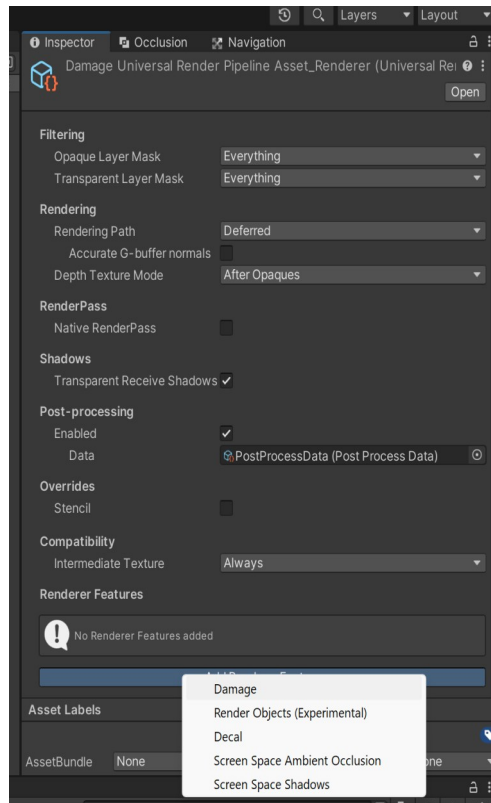 Layers Layout
Inspector Occlusion Navigation
Damage Universal Render Pipeline Asset_Renderer (Universal Re
Open
Filtering
Opaque Layer Mask Everything
Transparent Layer Mask Everything
Rendering
Rendering Path Deferred
Accurate G-buffer normals
Depth Texture Mode After Opaques
RenderPass
Native RenderPass
Shadows
Transparent Receive Shadows
Post-processing
Enabled
Data PostProcessData (Post Process Data)
Overrides
Stencil
Compatibility
Intermediate Texture Always
Renderer Features
No Renderer Features added
Damage
Asset Labels
Render Objects (Experimental)
Decal
AssetBundle None Screen Space Ambient Occlusion one
Screen Space Shadows